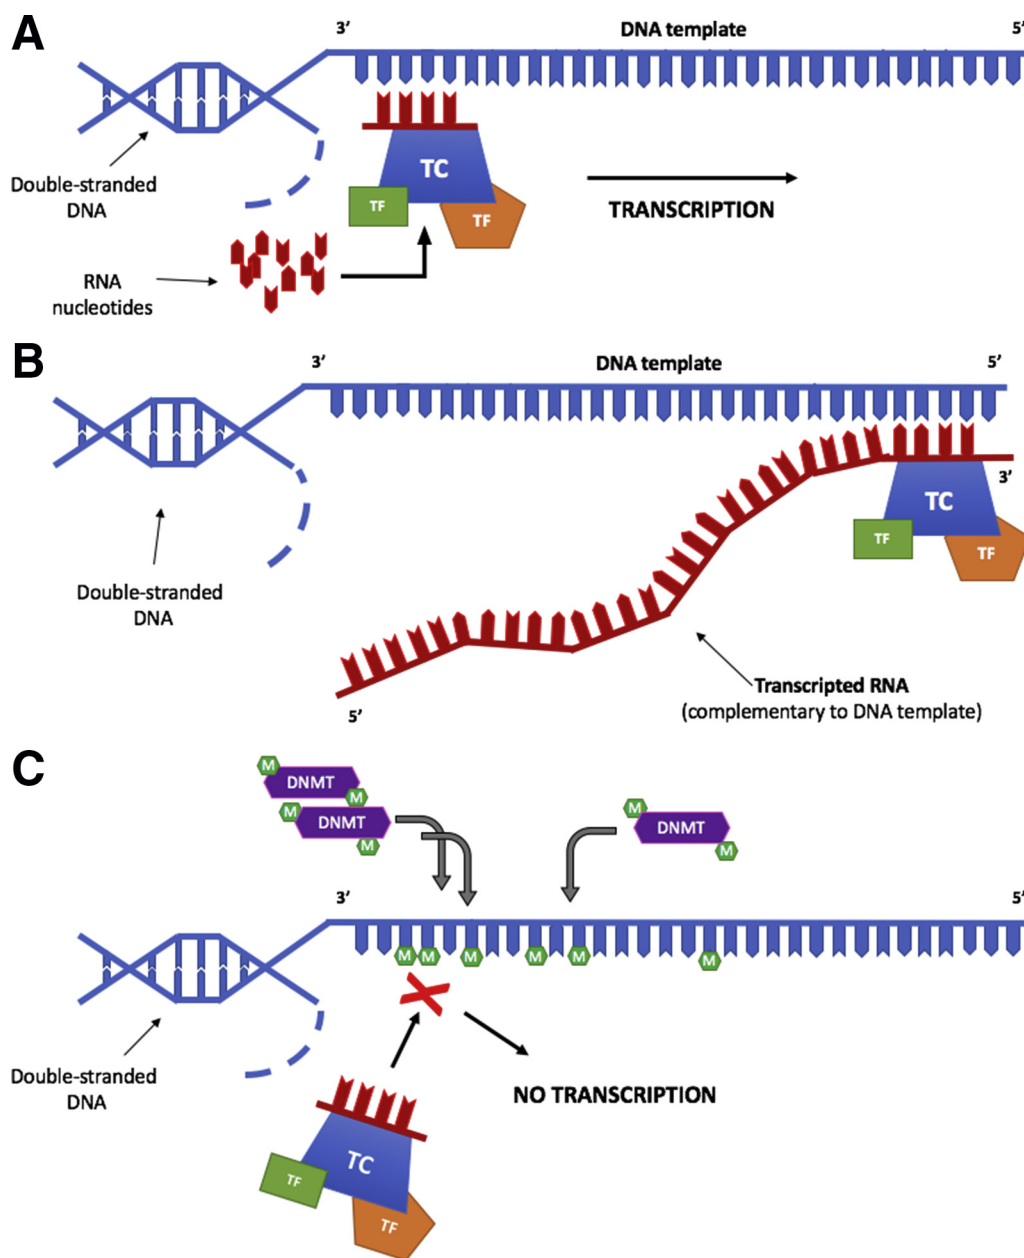 A
3’ DNA template 5’
Double-stranded
DNA
TC
TF
TF
TRANSCRIPTION
RNA
nucleotides
B
3’ DNA template 5’
Double-stranded
DNA
TC
3’
TF
TF
5’
Transcripted RNA
(complementary to DNA template)
C
M
DNMT
M
M
DNMT
M
M
DNMT
M
3’ 5’
M M M M M M
Double-stranded
DNA
NO TRANSCRIPTION
TC
TF
TF